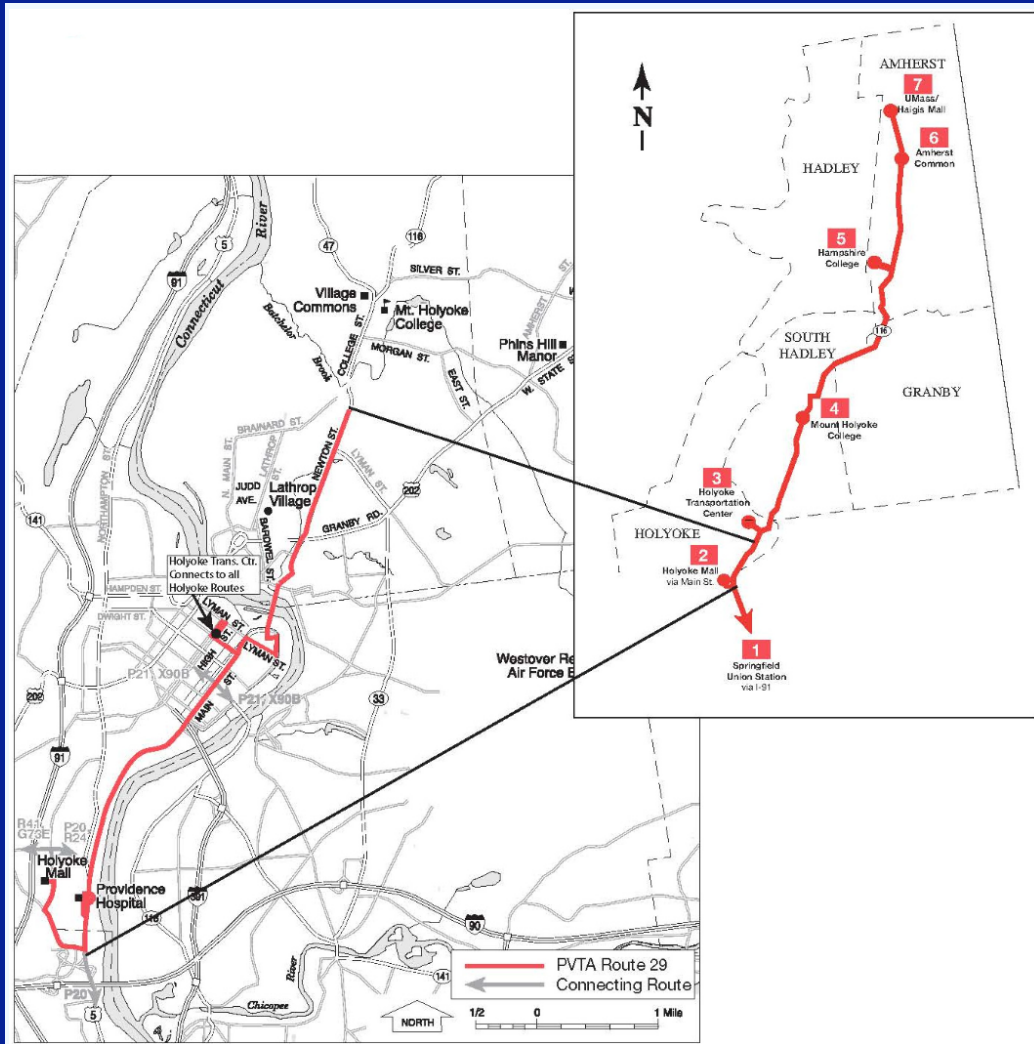 AMHERST
7
UMass/
Haigis Mall
6
Amherst
Common
N
HADLEY
5
Hampshire
College
116
SOUTH
HADLEY
GRANBY
4
Mount Holyoke
College
3
Holyoke
Transportation
Center
HOLYOKE
2
Holyoke Mall
via Main St.
1
Springfield
Union Station
via I-91
River
Connecticut
5
91
47
116
SILVER ST.
Village
Commons
Mt. Holyoke
College
AMHERST
ST.
Batchelor
Brook
COLLEGE ST.
MORGAN ST.
Phins Hill
Manor
EAST ST.
W. STATE S
BRAINARD ST.
N. MAIN ST.
LATHROP
ST.
NEWTON ST.
LYMAN ST.
JUDD
AVE.
Lathrop
Village
202
NORTHAMPTON ST.
141
BARDWELL ST.
GRANBY RD.
Holyoke Trans. Ctr.
Connects to all
Holyoke Routes
HAMPDEN ST.
DWIGHT ST.
LYMAN ST.
HIGH
ST.
LYMAN ST.
P21, X90B
P21, X90B
MAIN
ST.
Westover Re
Air Force B
202
33
91
R41
G73E
P20
R24
Holyoke
Mall
Providence
Hospital
391
116
90
PVTA Route 29
Connecting Route
141
P20
5
River
Chicopee
NORTH
1/2 0 1 Mile